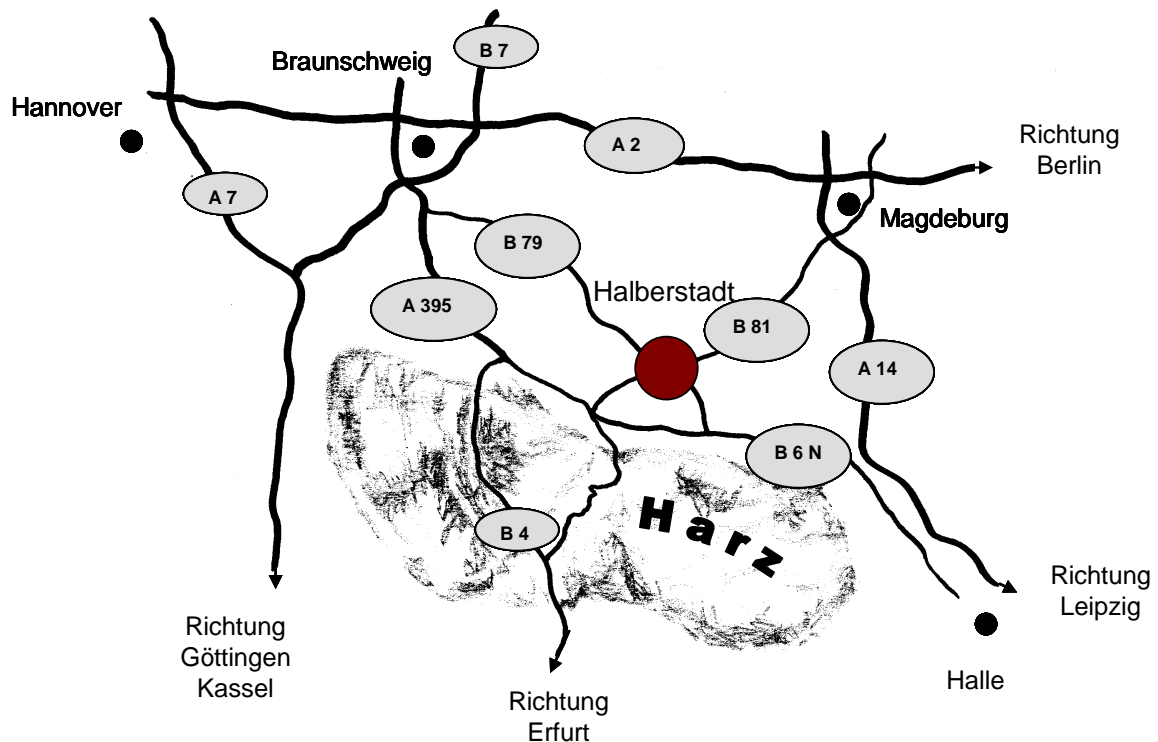 B 7
Braunschweig
Hannover
A 2
Richtung
Berlin
A 7
Magdeburg
B 79
Halberstadt
A 395
B 81
A 14
B 6 N
Harz
B 4
Richtung
Leipzig
Richtung
Göttingen
Kassel
Halle
Richtung
Erfurt